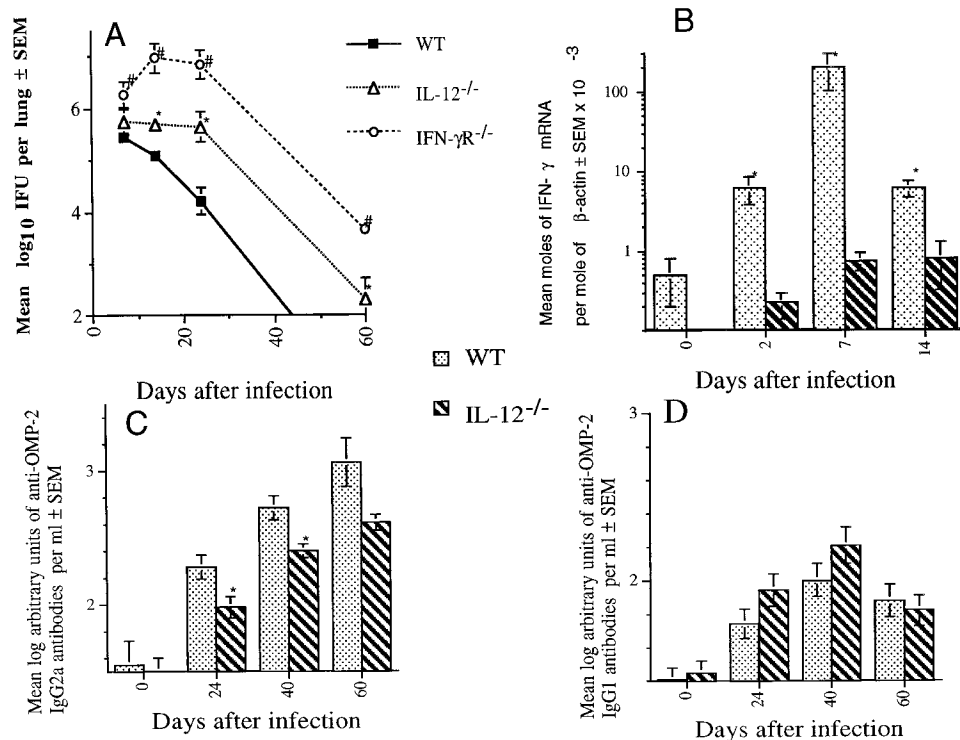 A
Mean log10 IFU per lung ± SEM
6
4
2
0
20
40
60
#
#
#
#
*
*
*
Days after infection
WT
IL-12-/-
IFN-γR-/-
B
Mean moles of IFN- γ mRNA
per mole of β-actin ± SEM x 10 -3
100
10
1
*
*
*
0
2
7
14
Days after infection
WT
IL-12-/-
C
Mean log arbitrary units of anti-OMP-2
IgG2a antibodies per ml ± SEM
3
2
*
*
0
24
40
60
Days after infection
D
Mean log arbitrary units of anti-OMP-2
IgG1 antibodies per ml ± SEM
3
2
0
24
40
60
Days after infection